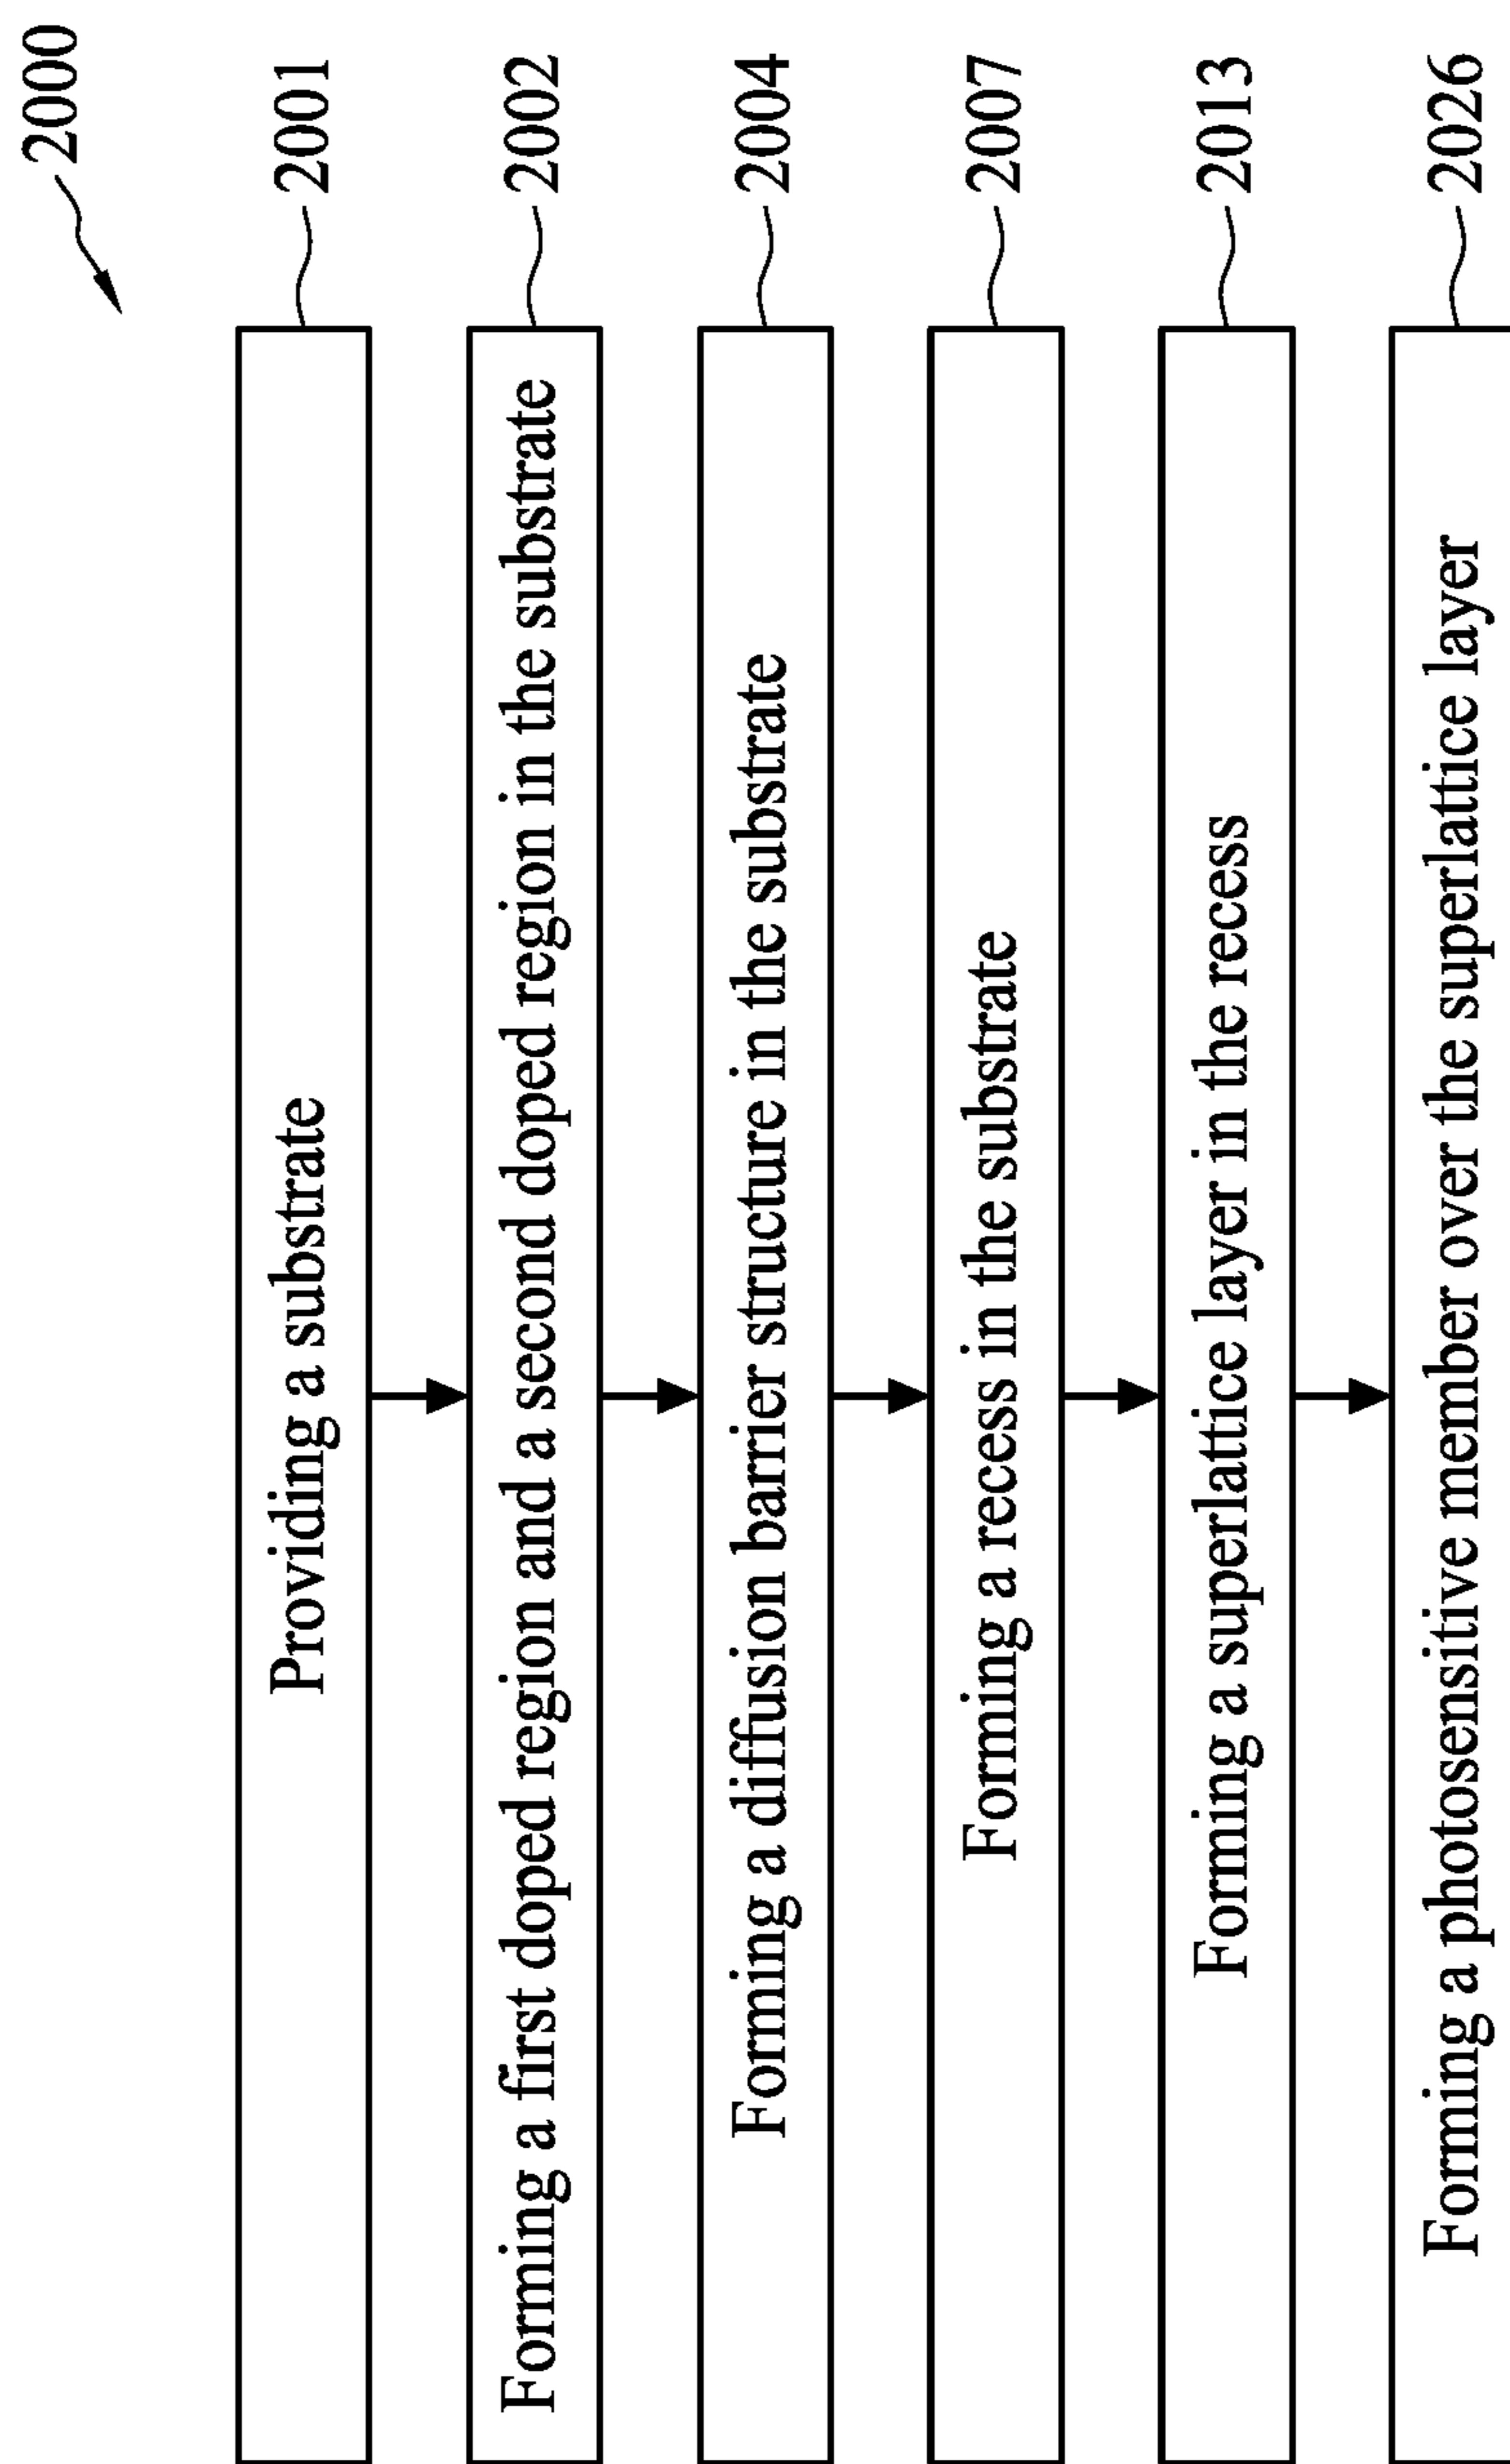 2000
Providing a substrate 2001
Forming a first doped region and a second doped region in the substrate 2002
Forming a diffusion barrier structure in the substrate 2004
Forming a recess in the substrate 2007
Forming a superlattice layer in the recess 2013
Forming a photosensitive member over the superlattice layer 2026